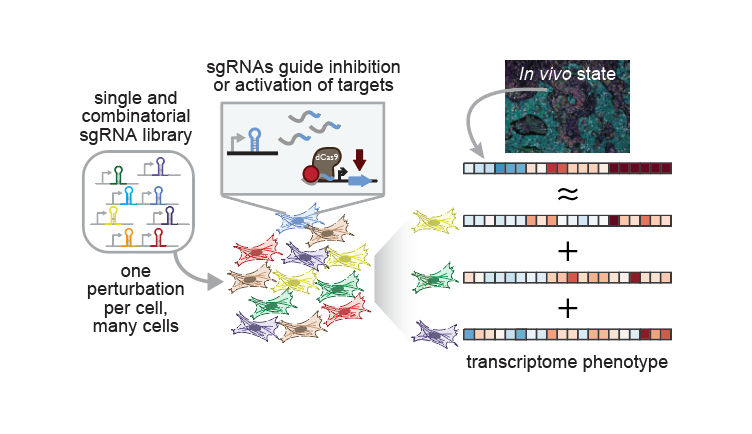 single and
combinatorial
sgRNA library
one
perturbation
per cell,
many cells
sgRNAs guide inhibition
or activation of targets
dCas9
In vivo state
≈
+
+
transcriptome phenotype